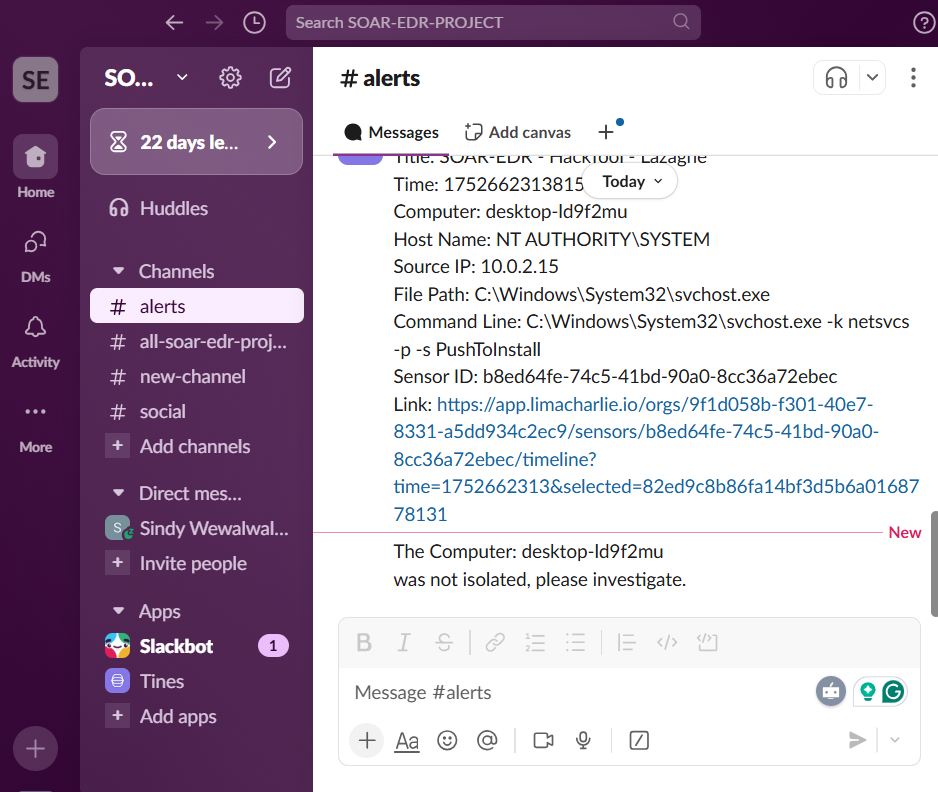 Search SOAR-EDR-PROJECT
SE
SO...
22 days le...
Home
Huddles
DMs
Channels
# alerts
# all-soar-edr-proj...
Activity
# new-channel
# social
More
Add channels
Direct mes...
S Sindy Wewalwal...
Invite people
Apps
Slackbot 1
Tines
Add apps
# alerts
Messages
Add canvas
Title: SOAR-EDR - HackTool - Lazagne
Time: 1752662313815
Today
Computer: desktop-ld9f2mu
Host Name: NT AUTHORITY\SYSTEM
Source IP: 10.0.2.15
File Path: C:\Windows\System32\svchost.exe
Command Line: C:\Windows\System32\svchost.exe -k netsvcs
-p -s PushToInstall
Sensor ID: b8ed64fe-74c5-41bd-90a0-8cc36a72ebec
Link: https://app.limacharlie.io/orgs/9f1d058b-f301-40e7-
8331-a5dd934c2ec9/sensors/b8ed64fe-74c5-41bd-90a0-
8cc36a72ebec/timeline?
time=1752662313&selected=82ed9c8b86fa14bf3d5b6a01687
78131
New
The Computer: desktop-ld9f2mu
was not isolated, please investigate.
B I S
Message #alerts
Aa